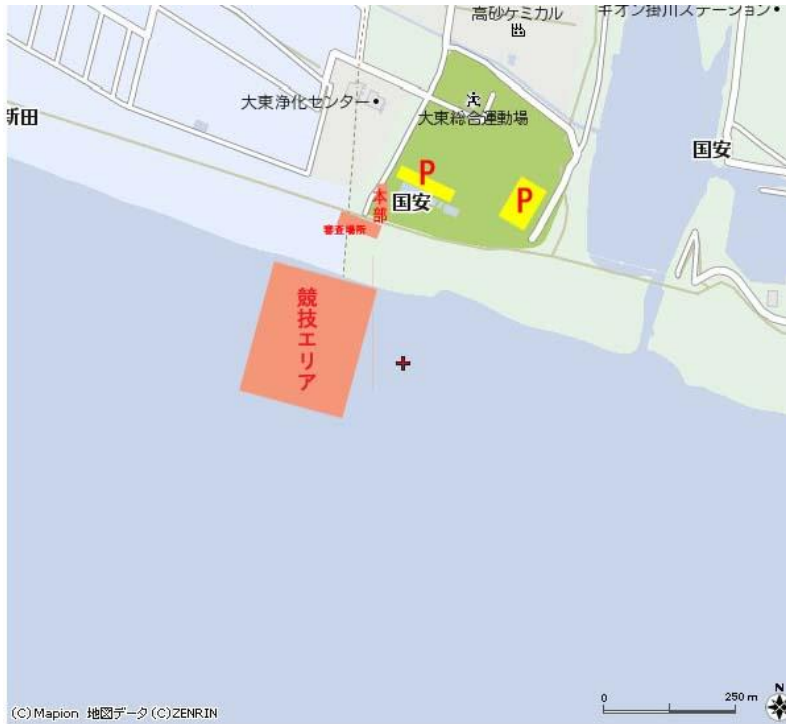 高砂ケミカル
キオン掛川ステーション
大東浄化センター
大東総合運動場
新田
国安
P
P
本部
国安
審査場所
競技エリア
0
250 m
N
(C)Mapion 地図データ(C)ZENRIN